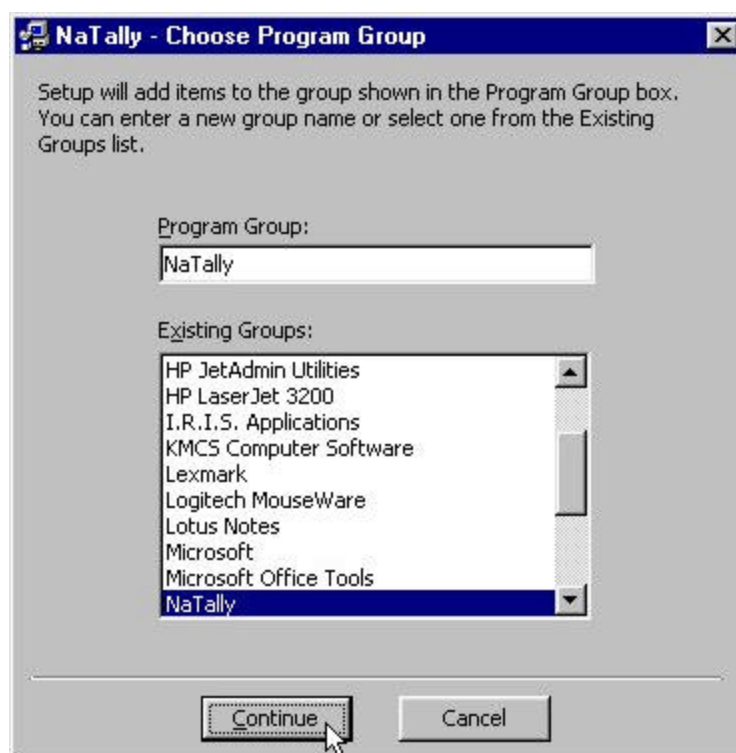 NaTally - Choose Program Group
Setup will add items to the group shown in the Program Group box.
You can enter a new group name or select one from the Existing
Groups list.
Program Group:
NaTally
Existing Groups:
HP JetAdmin Utilities
HP LaserJet 3200
I.R.I.S. Applications
KMCS Computer Software
Lexmark
Logitech MouseWare
Lotus Notes
Microsoft
Microsoft Office Tools
NaTally
Continue
Cancel